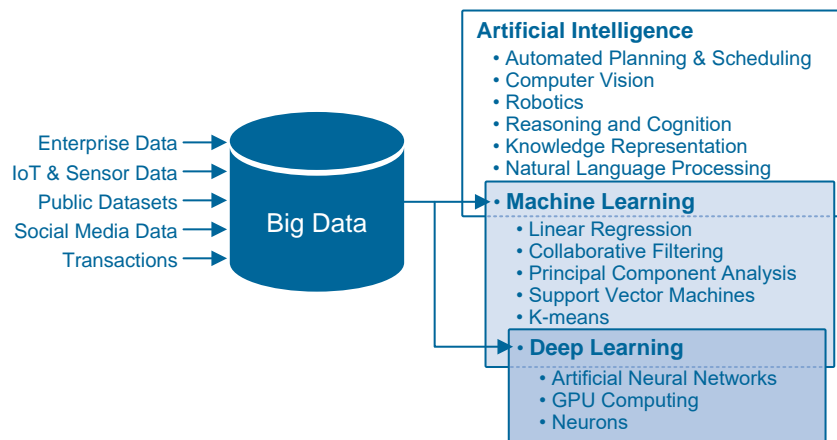 Enterprise Data
IoT & Sensor Data
Public Datasets
Social Media Data
Transactions
Big Data
Artificial Intelligence
• Automated Planning & Scheduling
• Computer Vision
• Robotics
• Reasoning and Cognition
• Knowledge Representation
• Natural Language Processing
• Machine Learning
• Linear Regression
• Collaborative Filtering
• Principal Component Analysis
• Support Vector Machines
• K-means
• Deep Learning
• Artificial Neural Networks
• GPU Computing
• Neurons